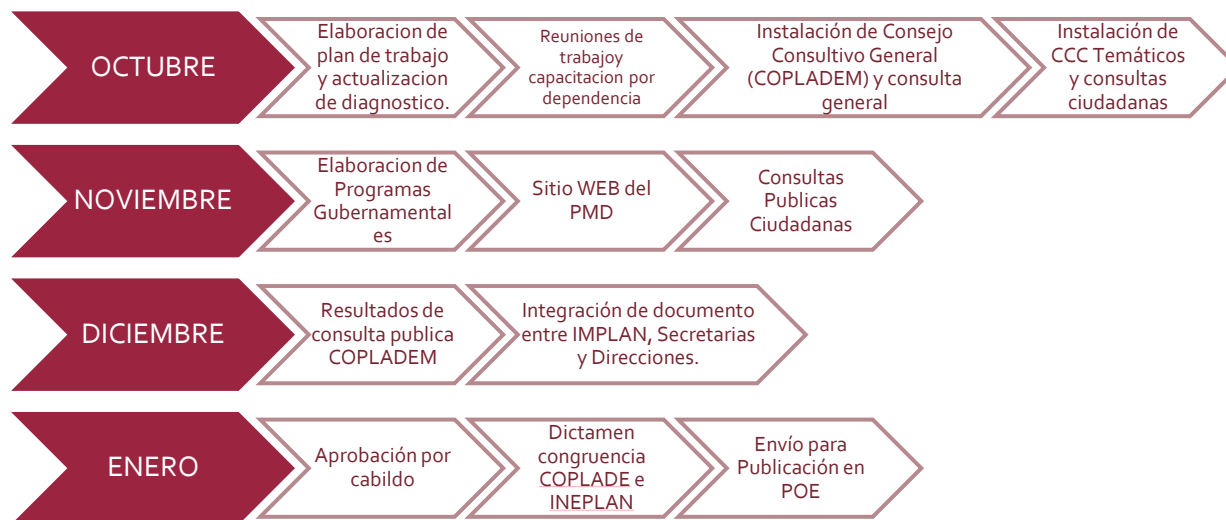 OCTUBRE
Elaboracion de
plan de trabajo
y actualizacion
de diagnostico.
Reuniones de
trabajoy
capacitacion por
dependencia
Instalación de Consejo
Consultivo General
(COPLADEM) y consulta
general
Instalación de
CCC Temáticos
y consultas
ciudadanas
NOVIEMBRE
Elaboracion de
Programas
Gubernamental
es
Sitio WEB del
PMD
Consultas
Publicas
Ciudadanas
DICIEMBRE
Resultados de
consulta publica
COPLADEM
Integración de documento
entre IMPLAN, Secretarias
y Direcciones.
ENERO
Aprobación por
cabildo
Dictamen
congruencia
COPLADE e
INEPLAN
Envío para
Publicación en
POE